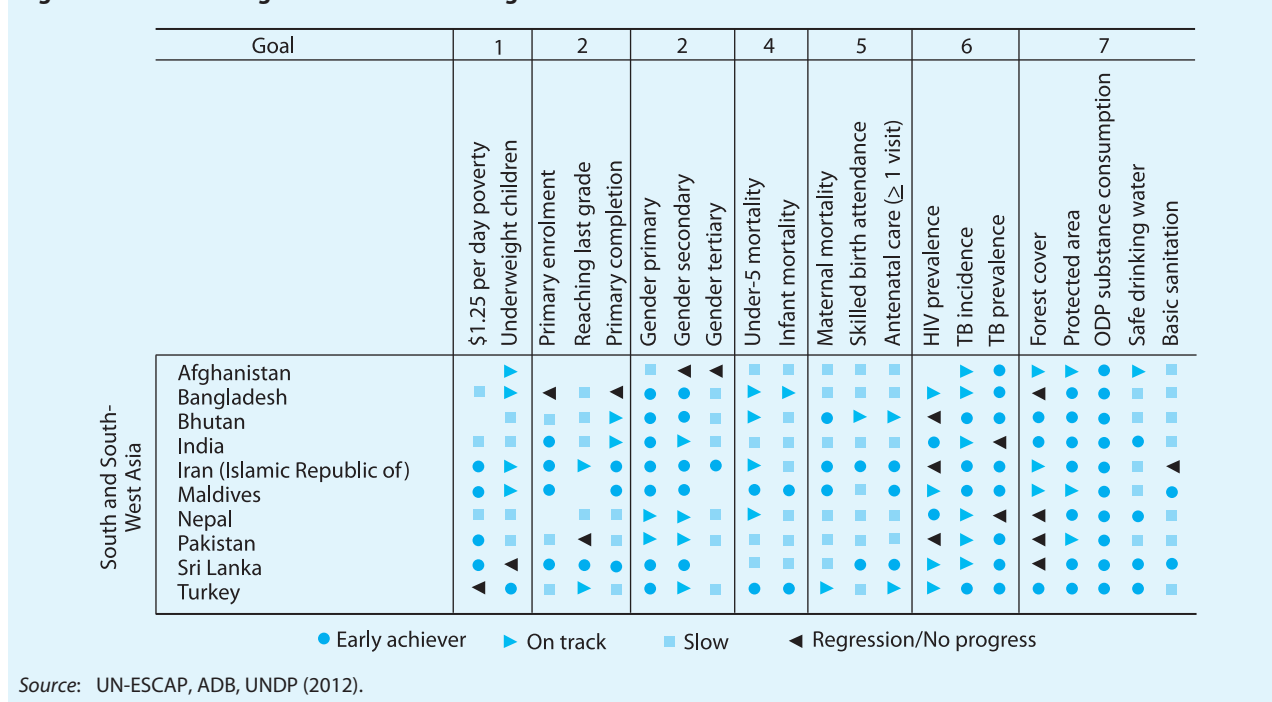 Goal 1 2 2 4 5 6 7
$1.25 per day poverty
Underweight children
Primary enrolment
Reaching last grade
Primary completion
Gender primary
Gender secondary
Gender tertiary
Under-5 mortality
Infant mortality
Maternal mortality
Skilled birth attendance
Antenatal care (≥ 1 visit)
HIV prevalence
TB incidence
TB prevalence
Forest cover
Protected area
ODP substance consumption
Safe drinking water
Basic sanitation
South and South-
West Asia
Afghanistan
Bangladesh
Bhutan
India
Iran (Islamic Republic of)
Maldives
Nepal
Pakistan
Sri Lanka
Turkey
Early achiever On track Slow Regression/No progress
Source: UN-ESCAP, ADB, UNDP (2012).